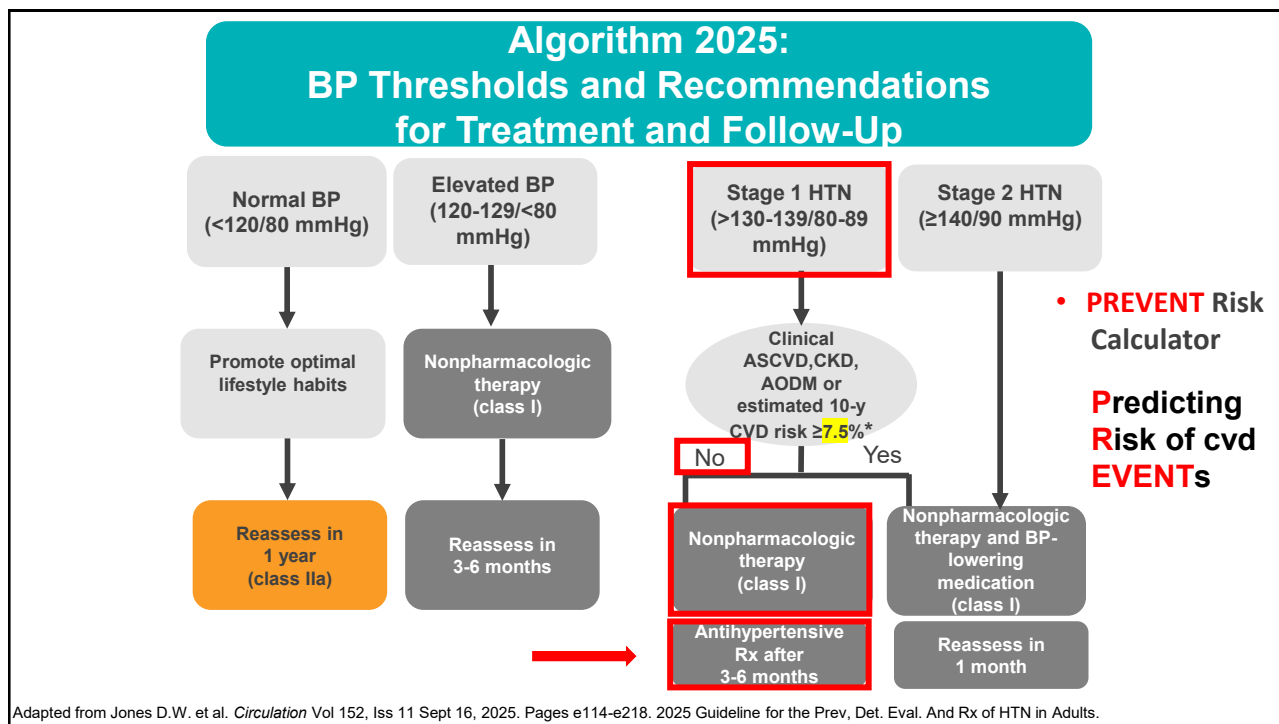 Algorithm 2025:
BP Thresholds and Recommendations
for Treatment and Follow-Up
Normal BP
(<120/80 mmHg)
Elevated BP
(120-129/<80
mmHg)
Stage 1 HTN
(>130-139/80-89
mmHg)
Stage 2 HTN
(≥140/90 mmHg)
Promote optimal
lifestyle habits
Nonpharmacologic
therapy
(class I)
Clinical
ASCVD,CKD,
AODM or
estimated 10-y
CVD risk ≥7.5%*
No
Yes
Reassess in
1 year
(class IIa)
Reassess in
3-6 months
Nonpharmacologic
therapy
(class I)
Nonpharmacologic
therapy and BP-
lowering
medication
(class I)
Antihypertensive
Rx after
3-6 months
Reassess in
1 month
• PREVENT Risk
Calculator
Predicting
Risk of cvd
EVENTs
Adapted from Jones D.W. et al. Circulation Vol 152, Iss 11 Sept 16, 2025. Pages e114-e218. 2025 Guideline for the Prev, Det. Eval. And Rx of HTN in Adults.